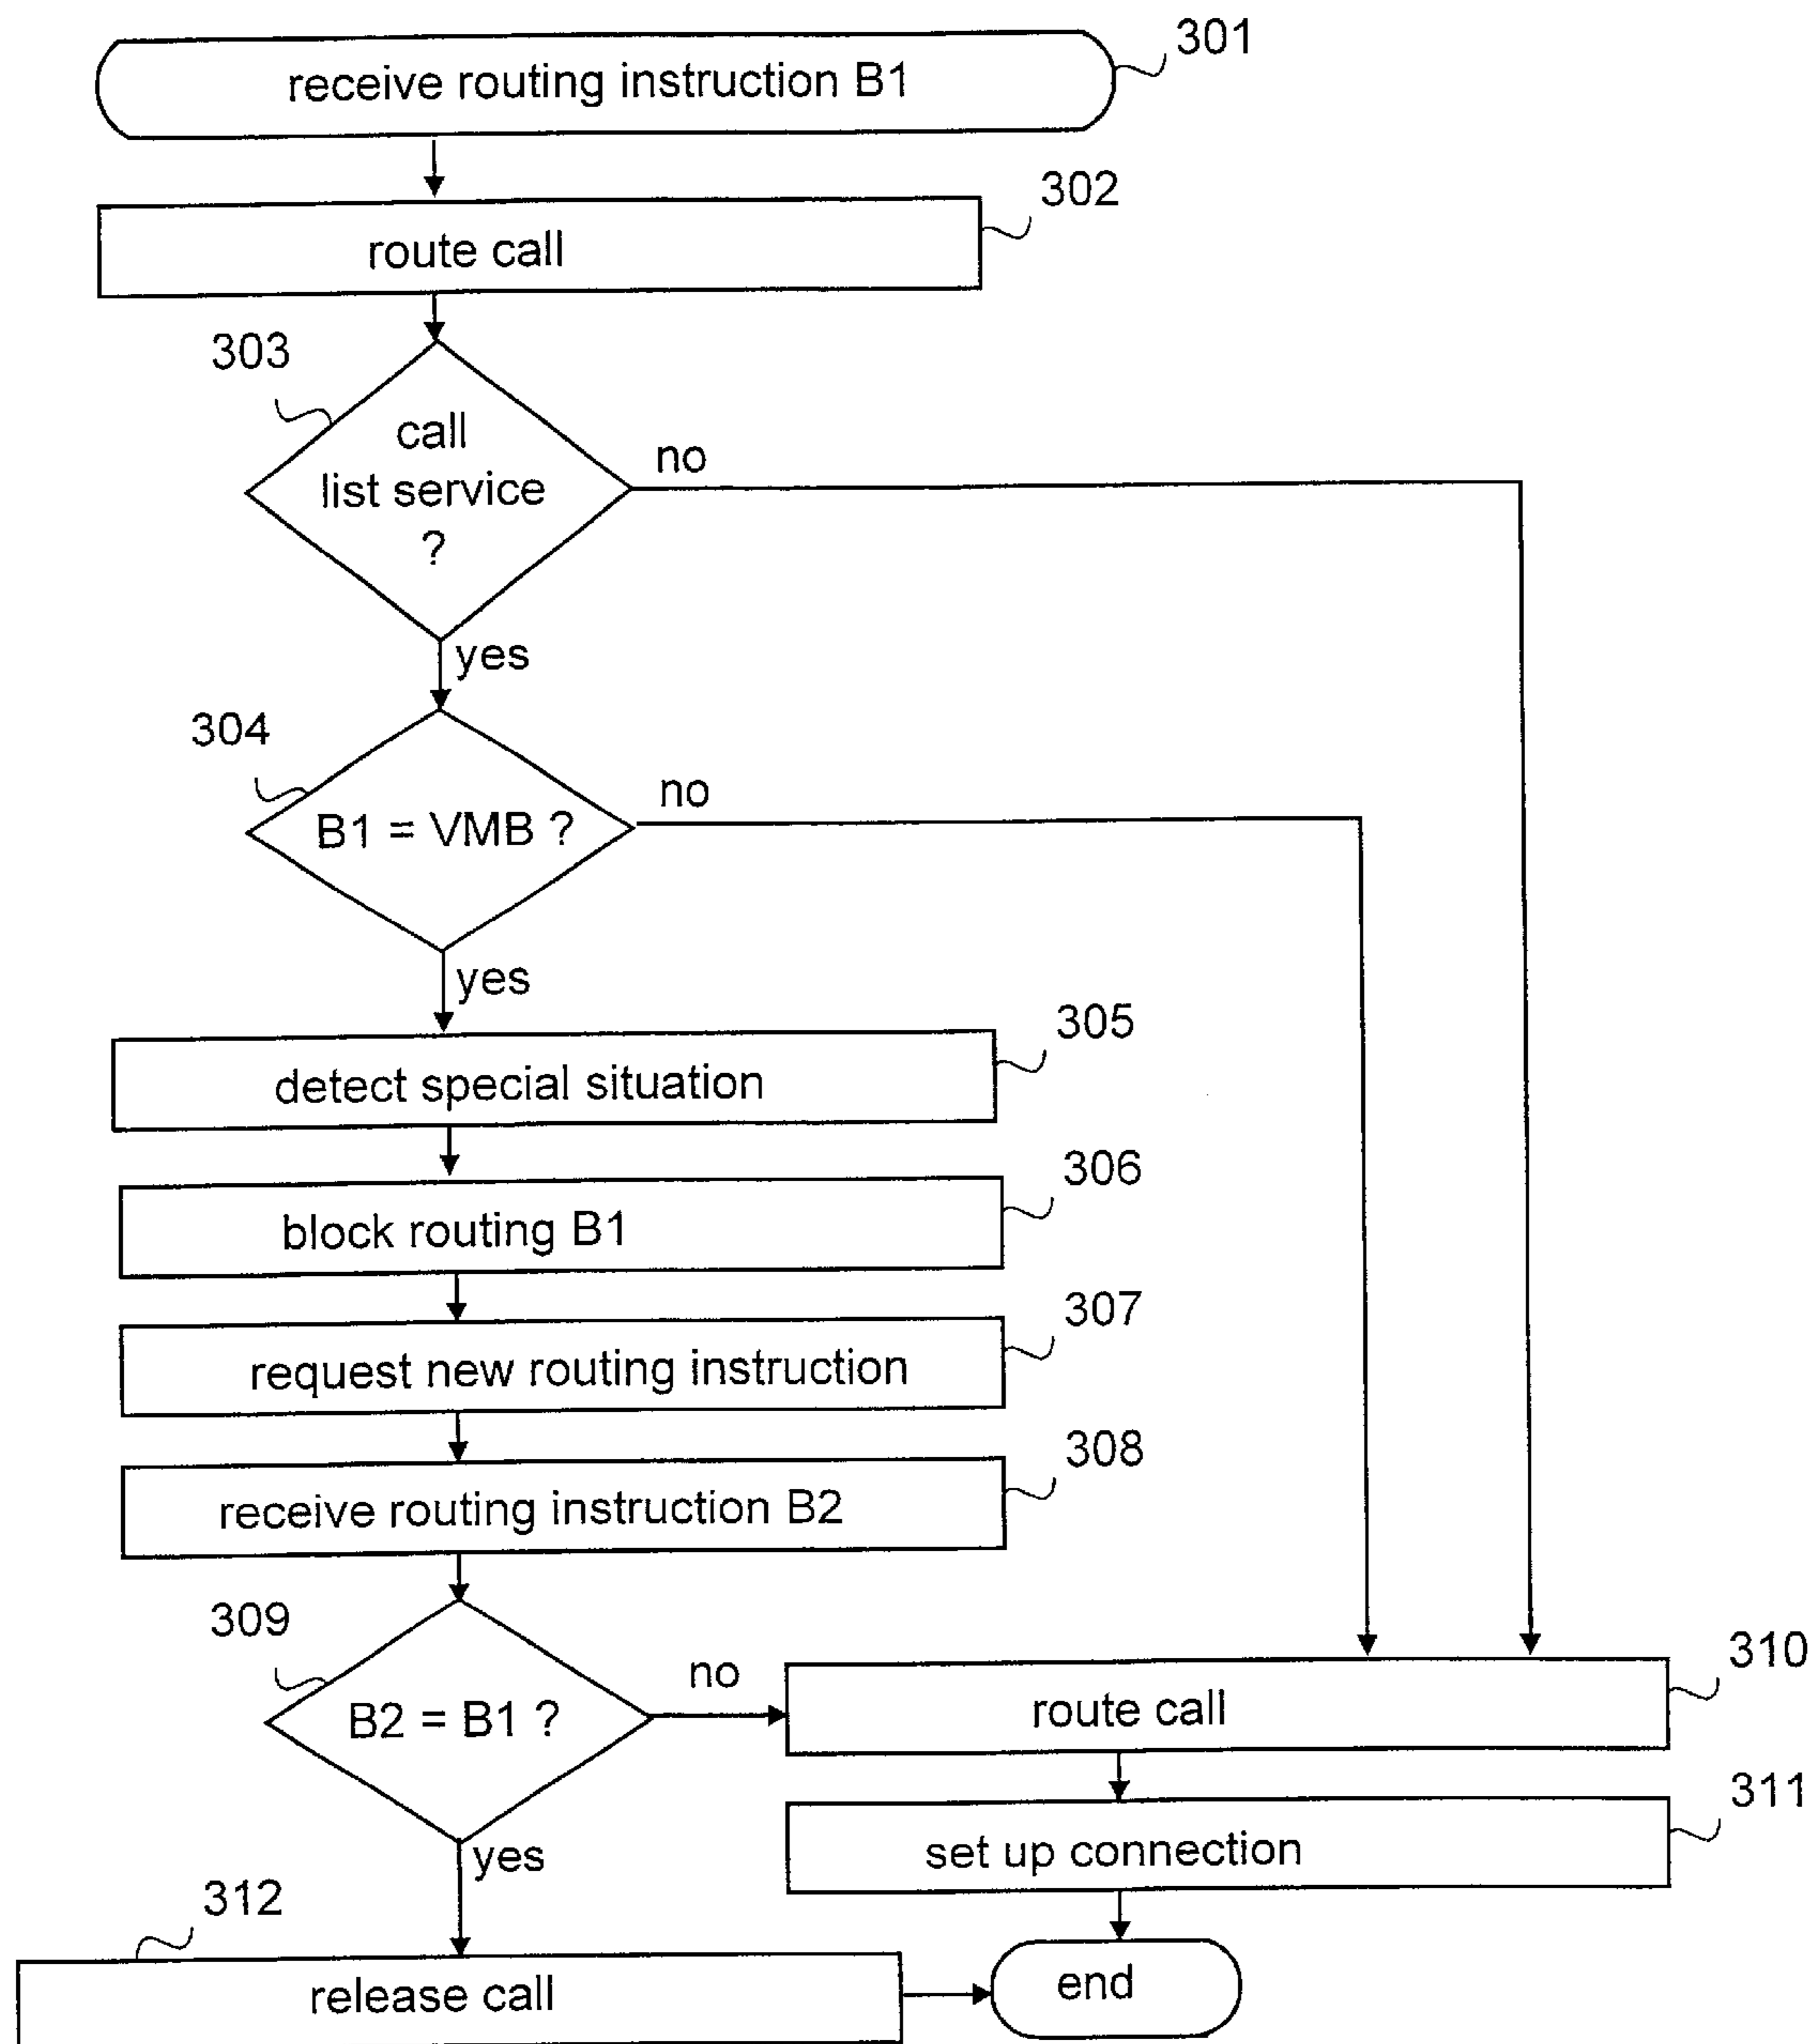 receive routing instruction B1
301
route call
302
303
call
list service
?
no
yes
304
B1 = VMB ?
no
yes
detect special situation
305
block routing B1
306
request new routing instruction
307
receive routing instruction B2
308
309
B2 = B1 ?
no
yes
route call
310
set up connection
311
312
release call
end